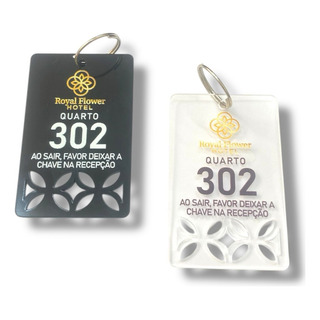 Royal Flower
HOTEL
QUARTO
302
AO SAIR, FAVOR DEIXAR A
CHAVE NA RECEPÇÃO
Royal Flower
HOTEL
QUARTO
302
AO SAIR, FAVOR DEIXAR A
CHAVE NA RECEPÇÃO